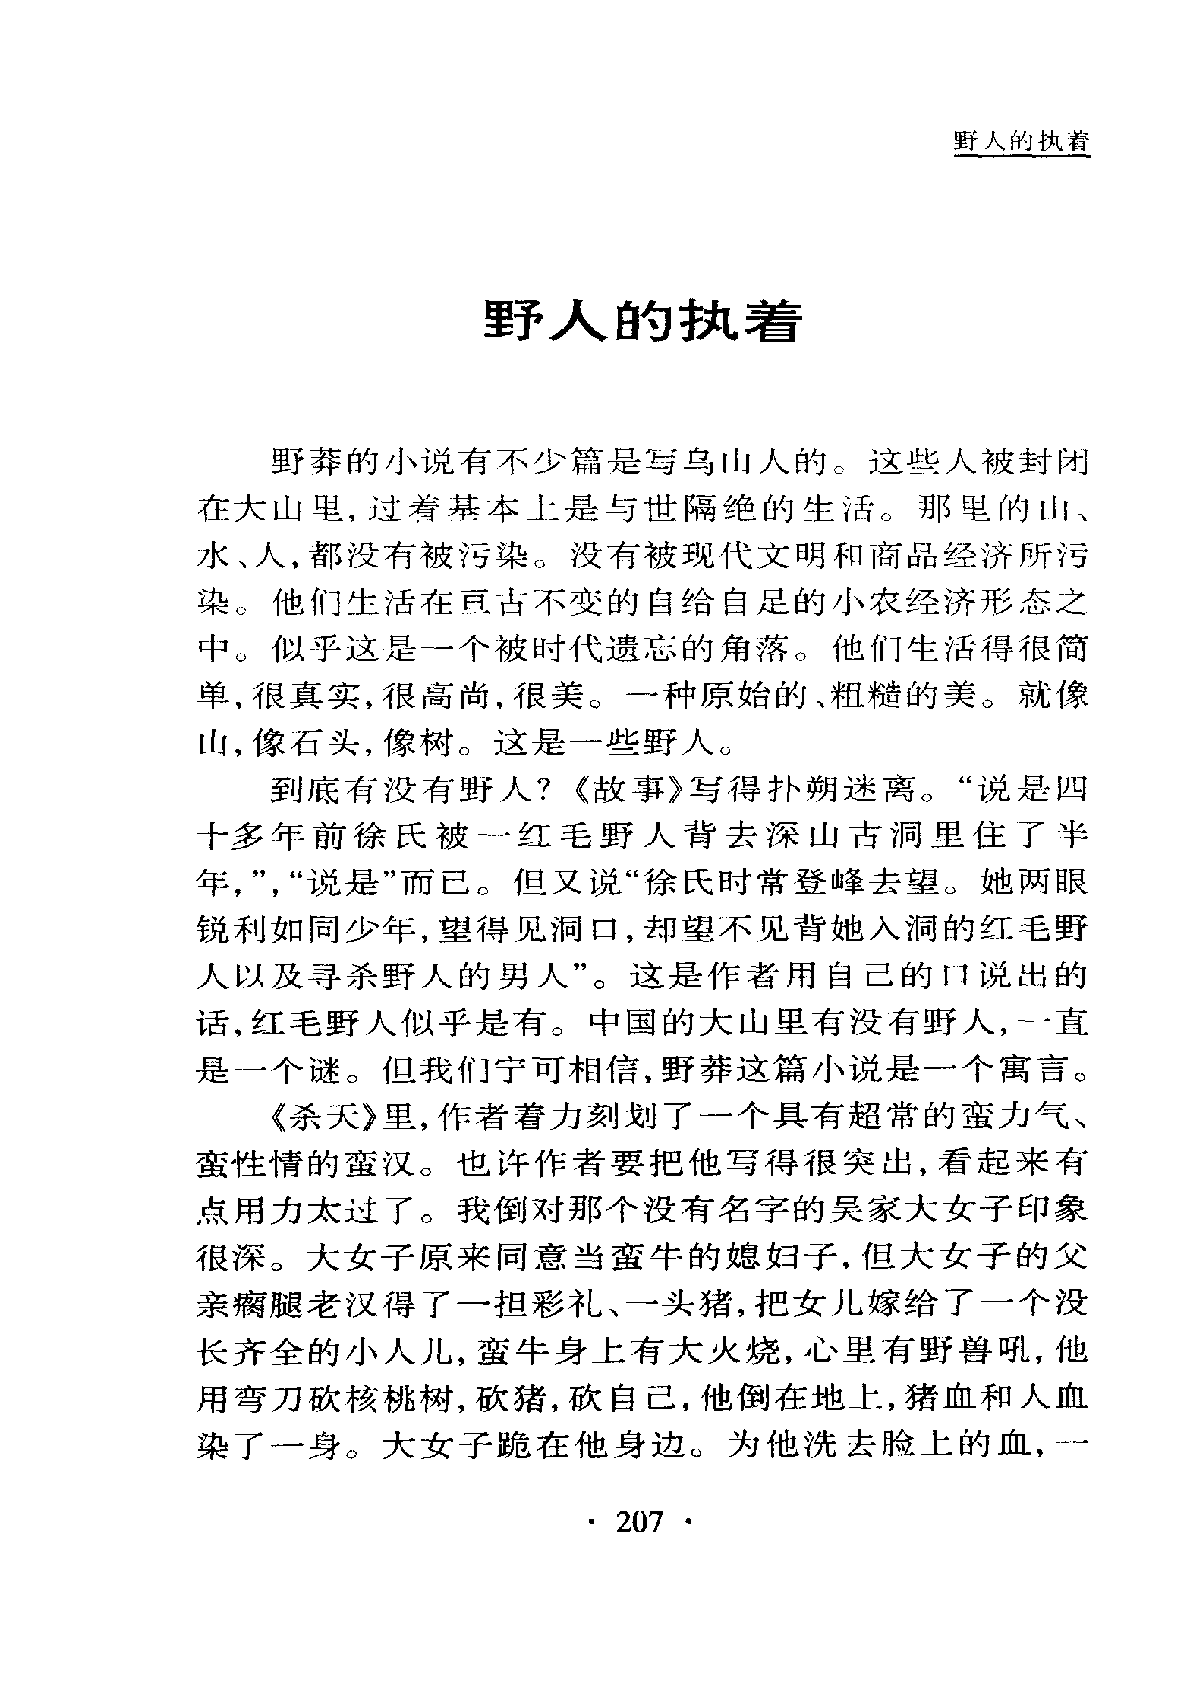 野人的执着
野人的执着
野莽的小说有不少篇是写乌山人的。这些人被封闭
在大山里,过着基本上是与世隔绝的生活。那里的山、
水、人,都没有被污染。没有被现代文明和商品经济所污
染。他们生活在亘古不变的自给自足的小农经济形态之
中。似乎这是一个被时代遗忘的角落。他们生活得很简
单,很真实,很高尚,很美。一种原始的、粗糙的美。就像
山,像石头,像树。这是一些野人。
到底有没有野人?《故事》写得扑朔迷离。“说是四
十多年前徐氏被一红毛野人背去深山古洞里住了半
年,”,“说是”而已。但又说“徐氏时常登峰去望。她两眼
锐利如同少年,望得见洞口,却望不见背她入洞的红毛野
人以及寻杀野人的男人”。这是作者用自己的口说出的
话,红毛野人似乎是有。中国的大山里有没有野人,一直
是一个谜。但我们宁可相信,野莽这篇小说是一个寓言。
《杀天》里,作者着力刻划了一个具有超常的蛮力气、
蛮性情的蛮汉。也许作者要把他写得很突出,看起来有
点用力太过了。我倒对那个没有名字的吴家大女子印象
很深。大女子原来同意当蛮牛的媳妇子,但大女子的父
亲瘸腿老汉得了一担彩礼、一头猪,把女儿嫁给了一个没
长齐全的小人儿,蛮牛身上有大火烧,心里有野兽吼,他
用弯刀砍核桃树,砍猪,砍自己,他倒在地上,猪血和人血
染了一身。大女子跪在他身边。为他洗去脸上的血,一
· 207 ·